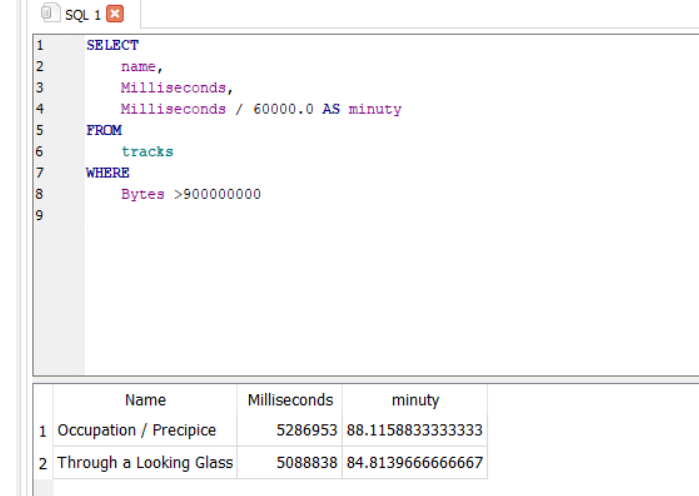 SQL 1
1 SELECT
2 name,
3 Milliseconds,
4 Milliseconds / 60000.0 AS minuty
5 FROM
6 tracks
7 WHERE
8 Bytes >900000000
9
Name Milliseconds minuty
1 Occupation / Precipice 5286953 88.1158833333333
2 Through a Looking Glass 5088838 84.8139666666667